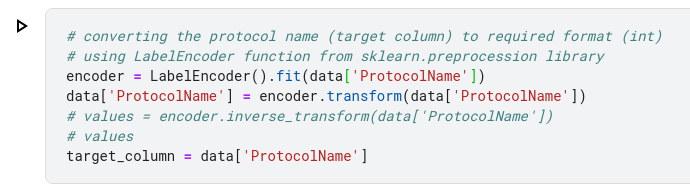 # converting the protocol name (target column) to required format (int)
# using LabelEncoder function from sklearn.preprocession library
encoder = LabelEncoder().fit(data['ProtocolName'])
data['ProtocolName'] = encoder.transform(data['ProtocolName'])
# values = encoder.inverse_transform(data['ProtocolName'])
# values
target_column = data['ProtocolName']